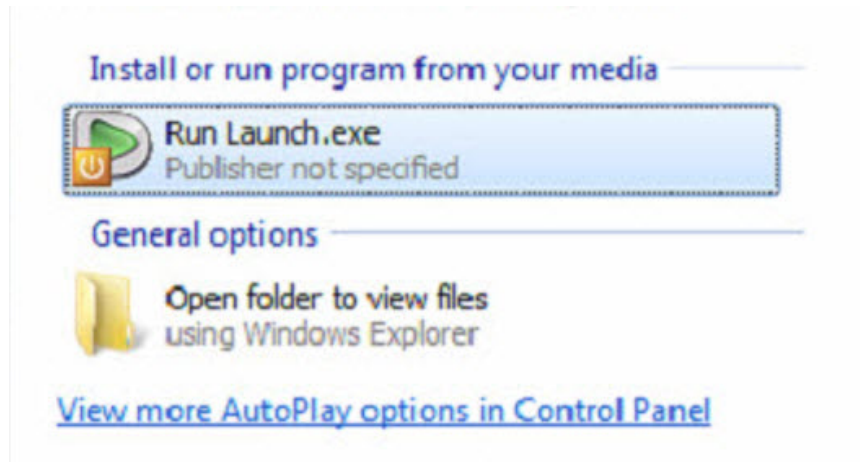 Install or run program from your media
Run Launch.exe
Publisher not specified
General options
Open folder to view files
using Windows Explorer
View more AutoPlay options in Control Panel